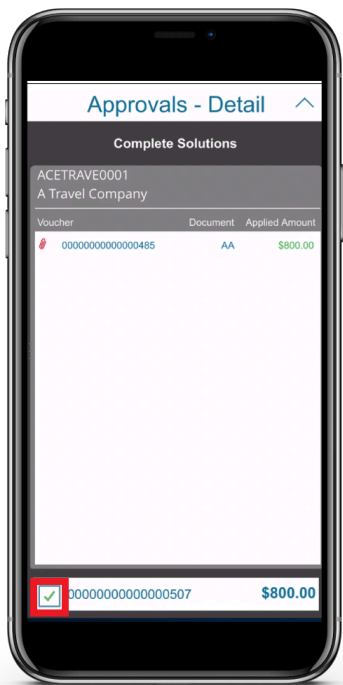 Approvals - Detail
Complete Solutions
ACETRAVE0001
A Travel Company
Voucher Document Applied Amount
00000000000000485 AA $800.00
00000000000000507 $800.00